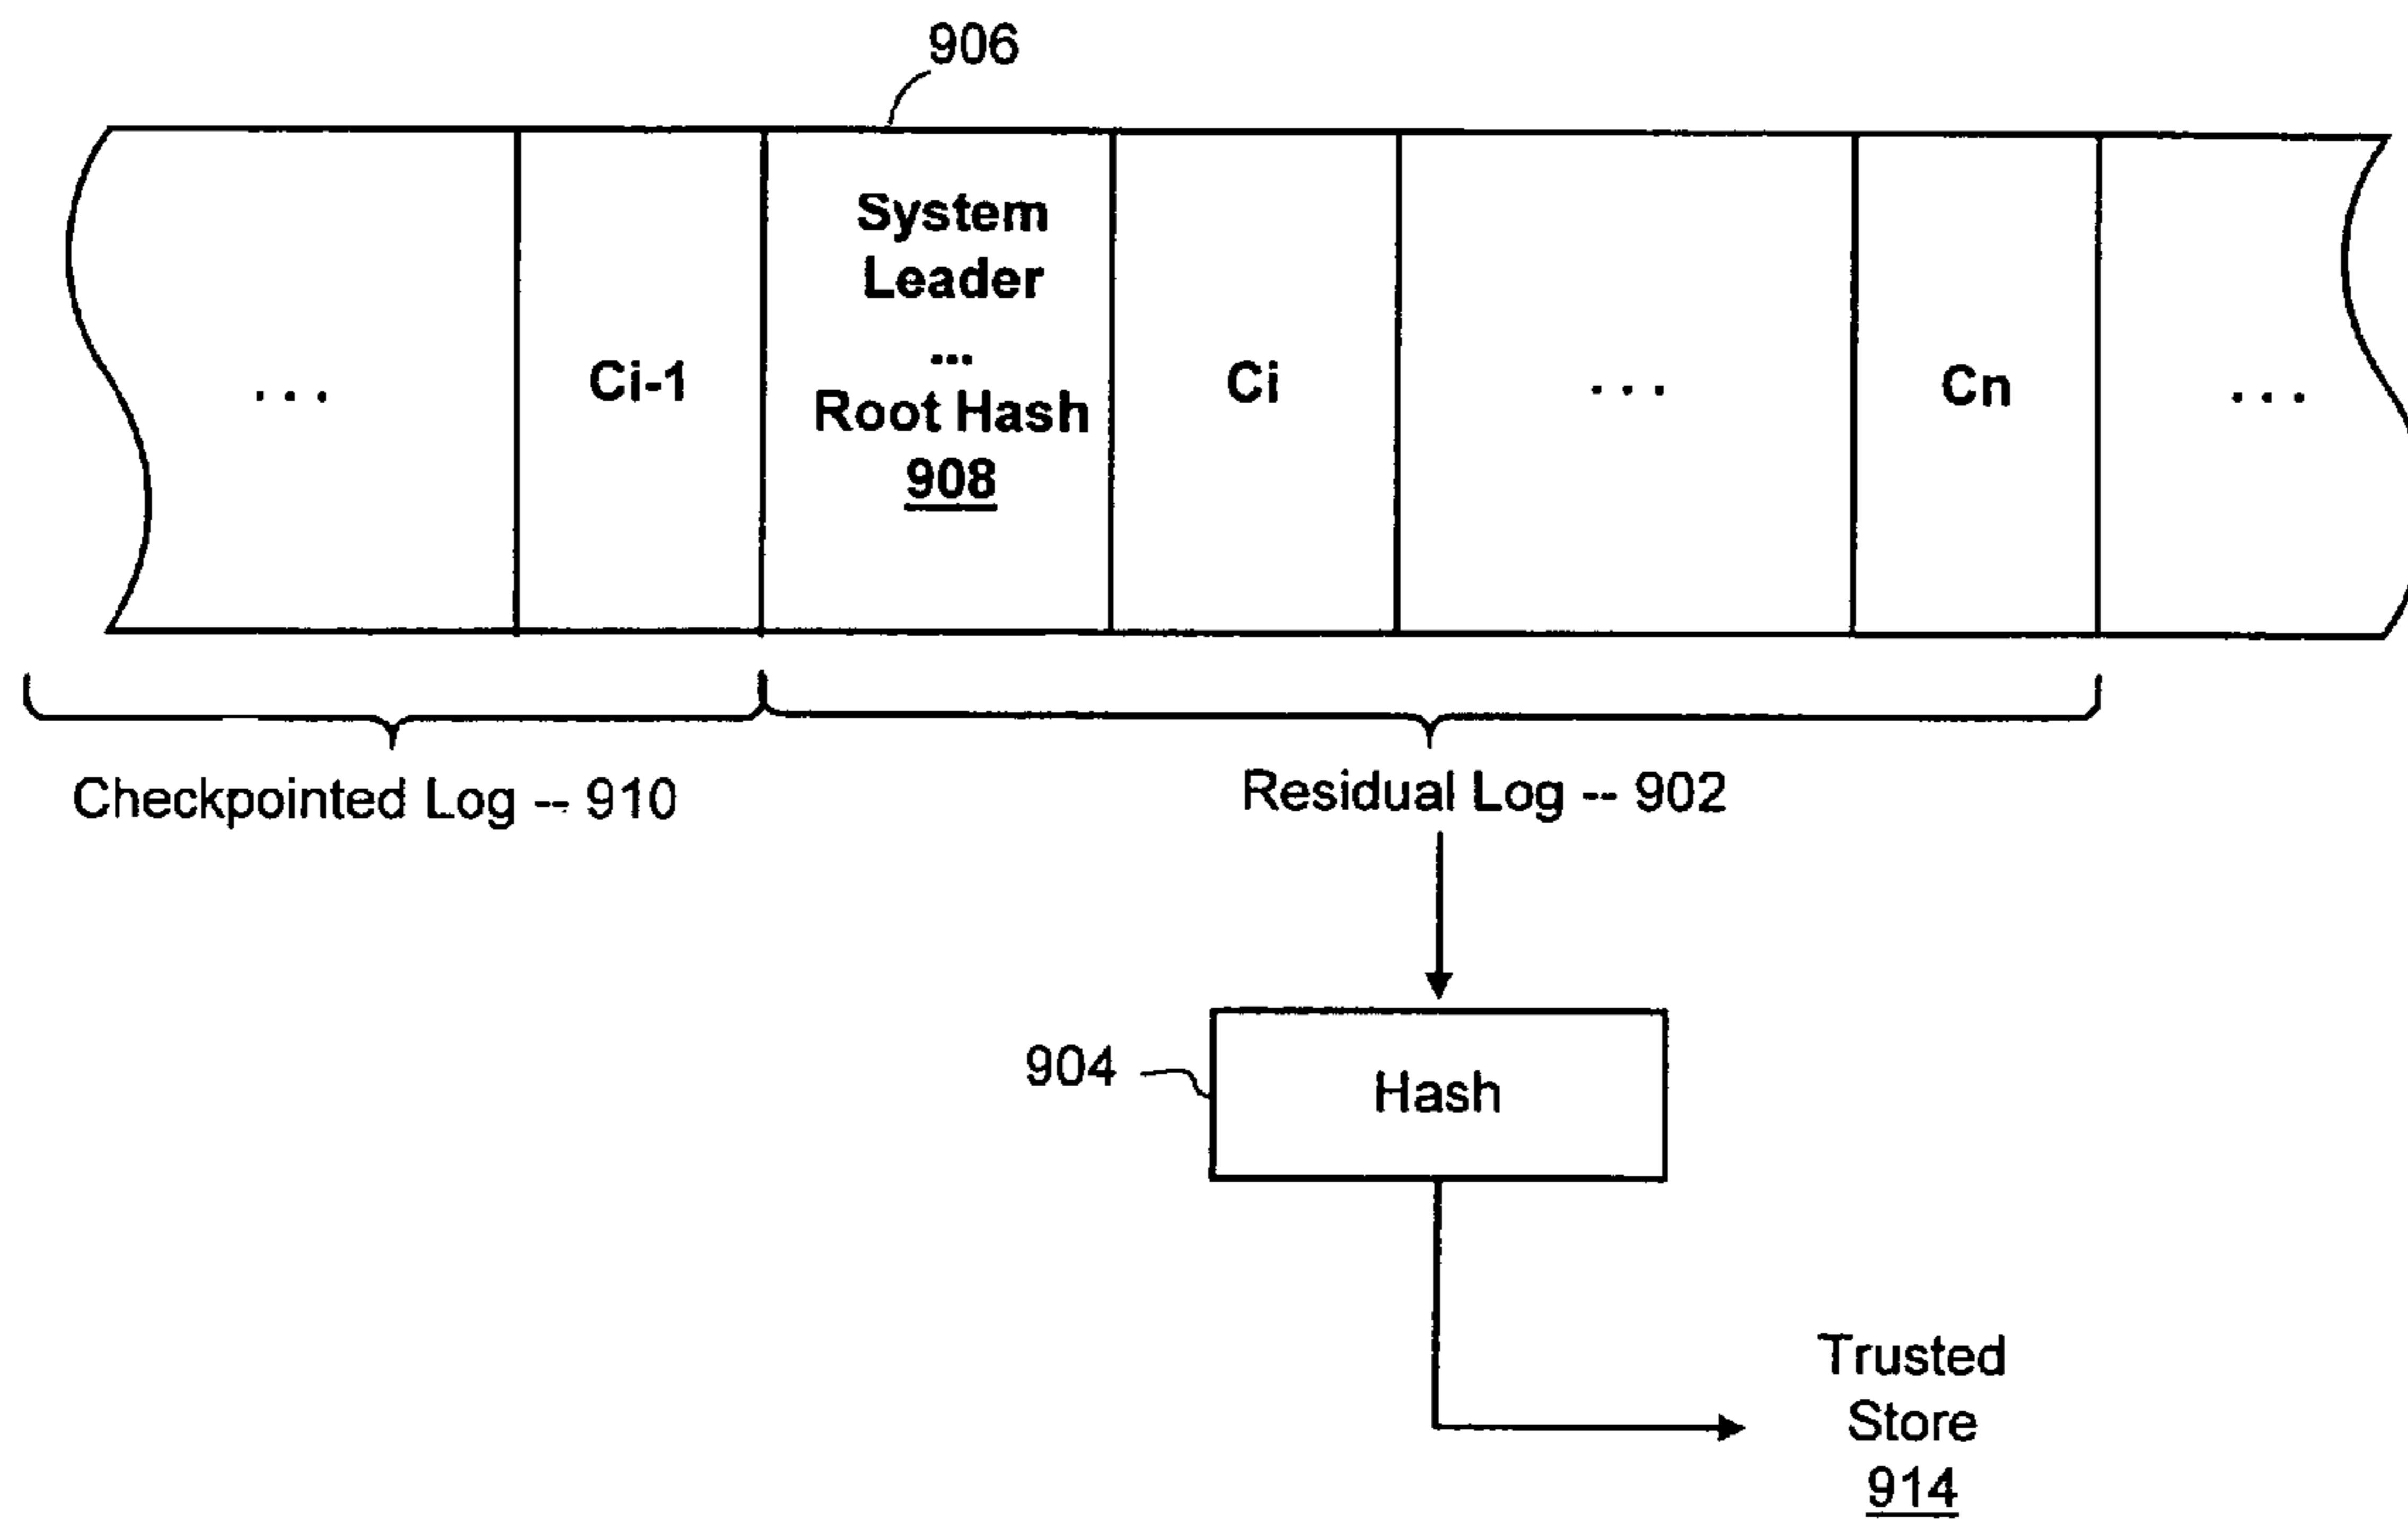 906
... Ci-1 System Leader ... Root Hash 908 Ci ... Cn ...
Checkpointed Log -- 910
Residual Log -- 902
904
Hash
Trusted
Store
914